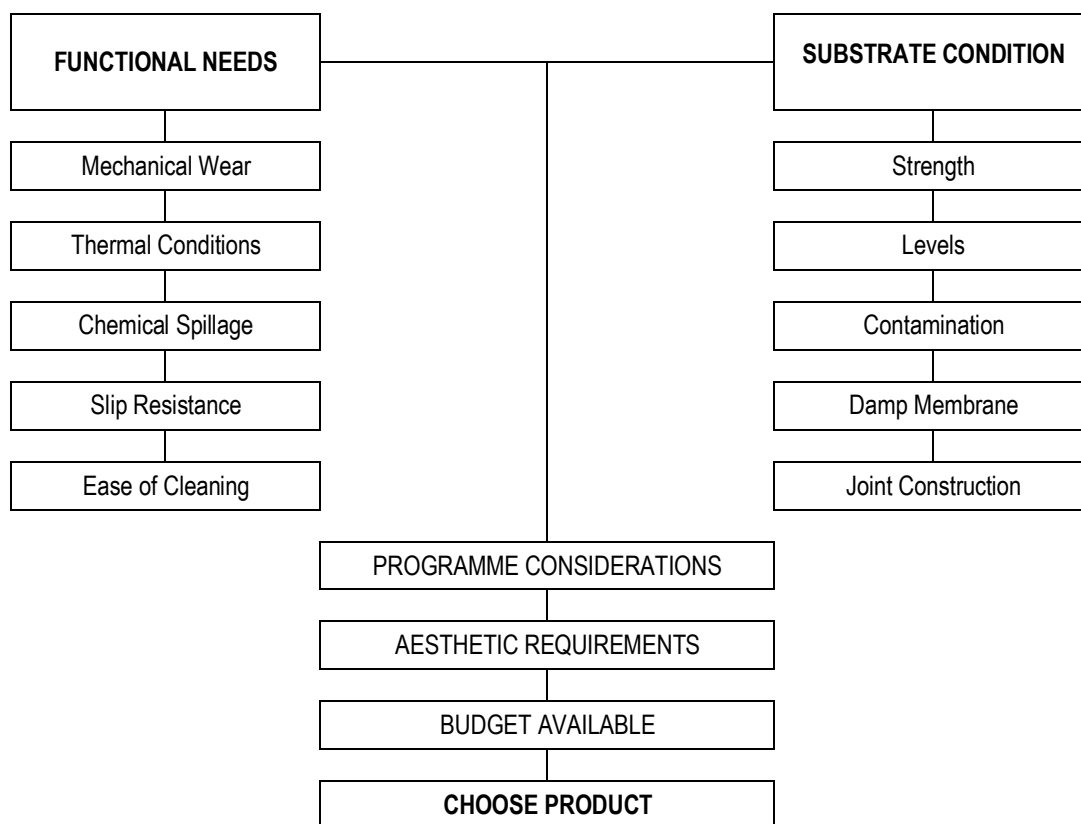 FUNCTIONAL NEEDS
SUBSTRATE CONDITION
Mechanical Wear
Strength
Thermal Conditions
Levels
Chemical Spillage
Contamination
Slip Resistance
Damp Membrane
Ease of Cleaning
Joint Construction
PROGRAMME CONSIDERATIONS
AESTHETIC REQUIREMENTS
BUDGET AVAILABLE
CHOOSE PRODUCT